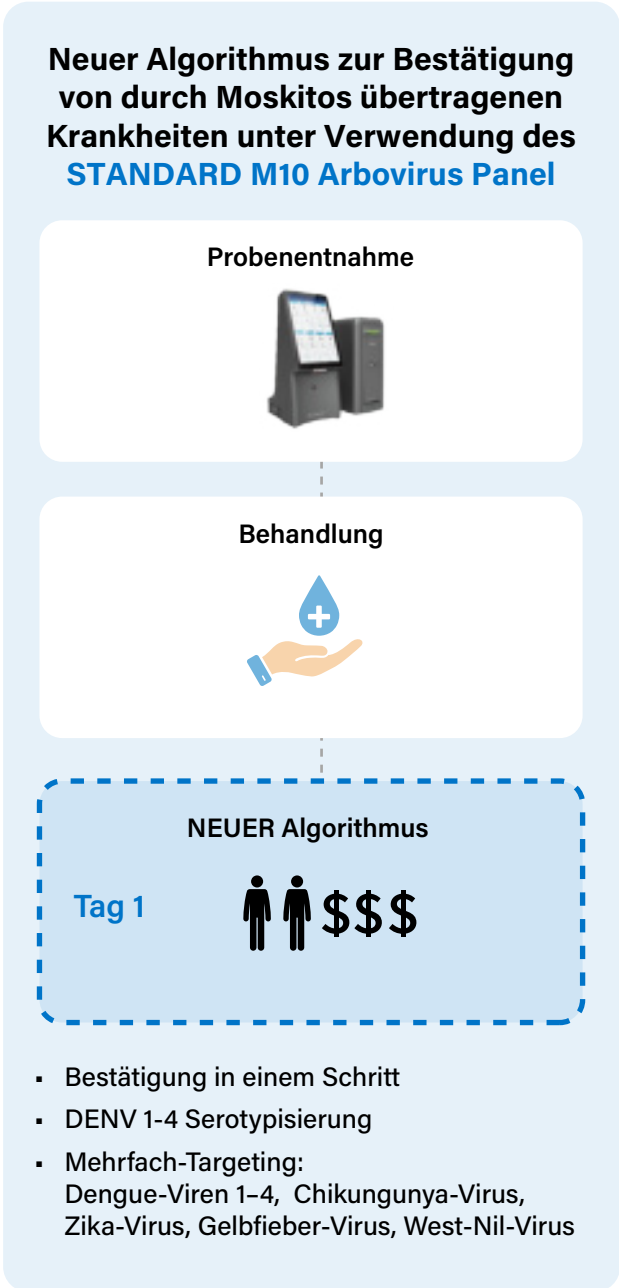 Neuer Algorithmus zur Bestätigung
von durch Moskitos übertragenen
Krankheiten unter Verwendung des
STANDARD M10 Arbovirus Panel
Probenentnahme
Behandlung
NEUER Algorithmus
Tag 1
$$$
▪ Bestätigung in einem Schritt
▪ DENV 1-4 Serotypisierung
▪ Mehrfach-Targeting:
Dengue-Viren 1–4, Chikungunya-Virus,
Zika-Virus, Gelbfieber-Virus, West-Nil-Virus